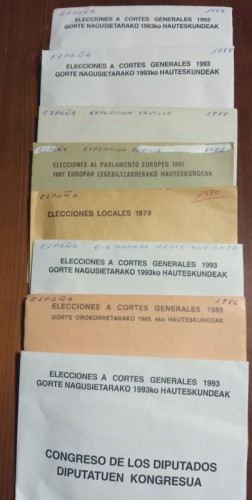 ESPAÑA
ELECCIONES A CORTES GENERALES 1993
GORTE NAGUSIETARAKO 1993ko HAUTESKUNDEAK
ESPAÑA
ELECCIONES A CORTES GENERALES 1993
GORTE NAGUSIETARAKO 1993ko HAUTESKUNDEAK
ESPAÑA
ESPAÑA
ELECCIONES AL PARLAMENTO EUROPEO 1987
1987 EUROPAR LEGEBILTZARRERAKO HAUTESKUNDEAK
ESPAÑA
ELECCIONES LOCALES 1979
ESPAÑA
ELECCIONES A CORTES GENERALES 1993
GORTE NAGUSIETARAKO 1993ko HAUTESKUNDEAK
ESPAÑA
ELECCIONES A CORTES GENERALES 1989
GORTE OROKORRETARAKO 1989, eko HAUTESKUNDEAK
ELECCIONES A CORTES GENERALES 1993
GORTE NAGUSIETARAKO 1993ko HAUTESKUNDEAK
CONGRESO DE LOS DIPUTADOS
DIPUTATUEN KONGRESUA